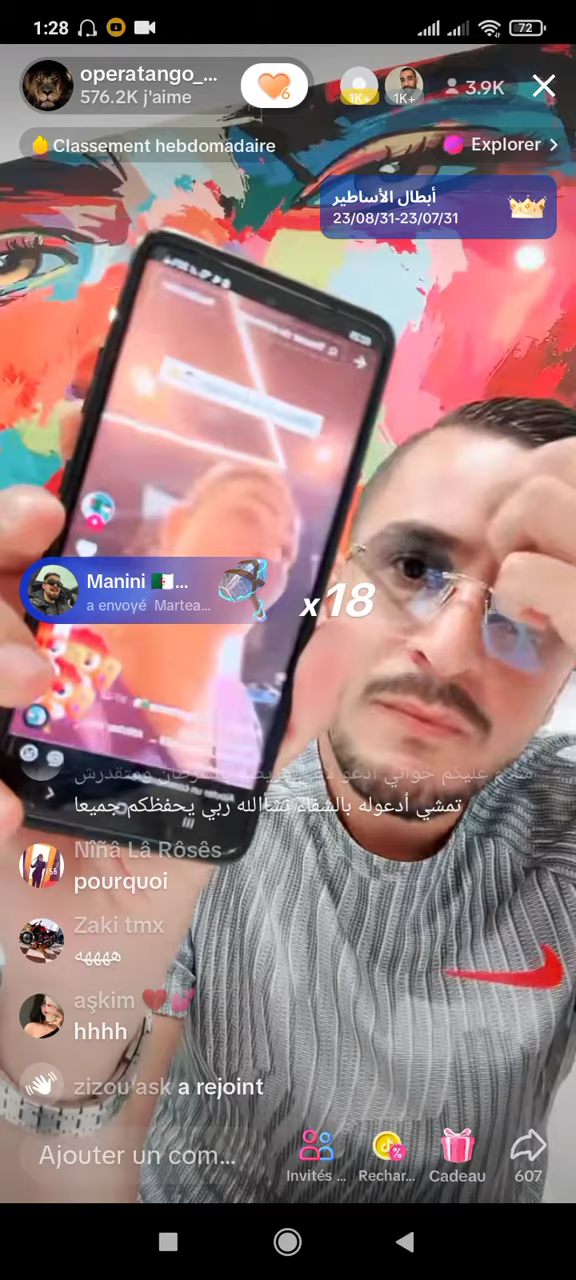 1:28
72
operatango_...
576.2K j'aime
6
1K+
1K+
3.9K
Classement hebdomadaire
Explorer
أبطال الأساطير
23/08/31-23/07/31
Manini 🇩🇿...
a envoyé Martea...
x18
عليكم
تمشي أدعوله بالشفاء نشاالله ربي يحفظكم جميعا
Nîñâ Lâ Rôsês
pourquoi
Zaki tmx
هههههه
aşkim ❤️💕
hhhh
zizou ask a rejoint
Ajouter un com...
Invités ...
Rechar...
Cadeau
607